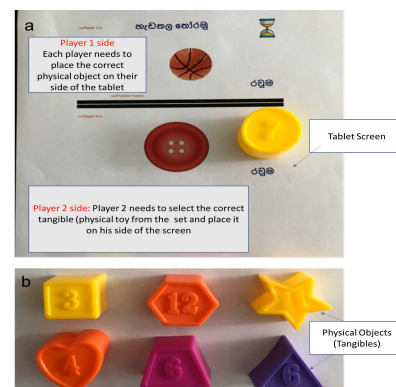 a
හැඩතල තෝරමු
Player 1 side
Each player needs to
place the correct
physical object on their
side of the tablet
රවුම
Tablet Screen
රවුම
Player 2 side: Player 2 needs to select the correct
tangible (physical toy from the set and place it
on his side of the screen
b
3
12
11
Physical Objects
(Tangibles)
4
6